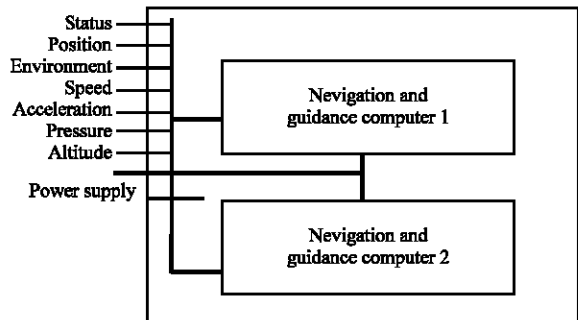 Status
Position
Environment
Speed
Acceleration
Pressure
Altitude
Power supply
Nevigation and
guidance computer 1
Nevigation and
guidance computer 2